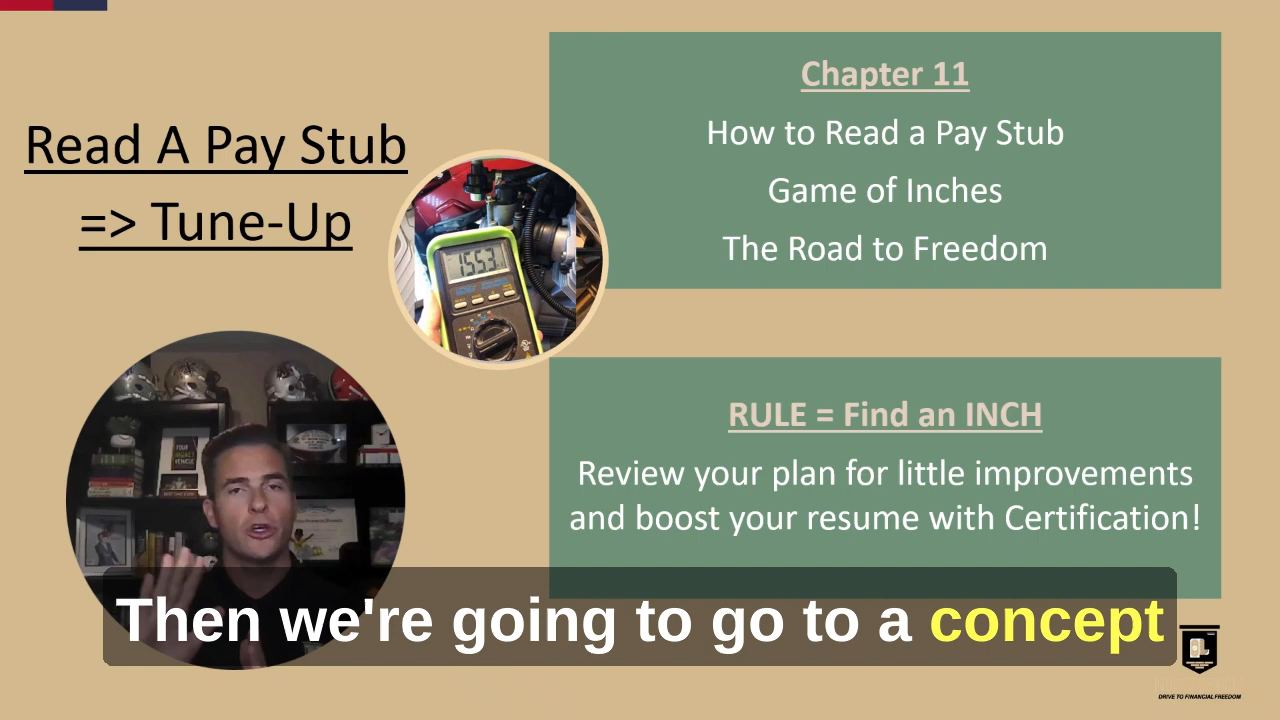 Read A Pay Stub
=> Tune-Up
Chapter 11
How to Read a Pay Stub
Game of Inches
The Road to Freedom
1553
RULE = Find an INCH
Review your plan for little improvements
and boost your resume with Certification!
Then we're going to go to a concept
DRIVE TO FINANCIAL FREEDOM